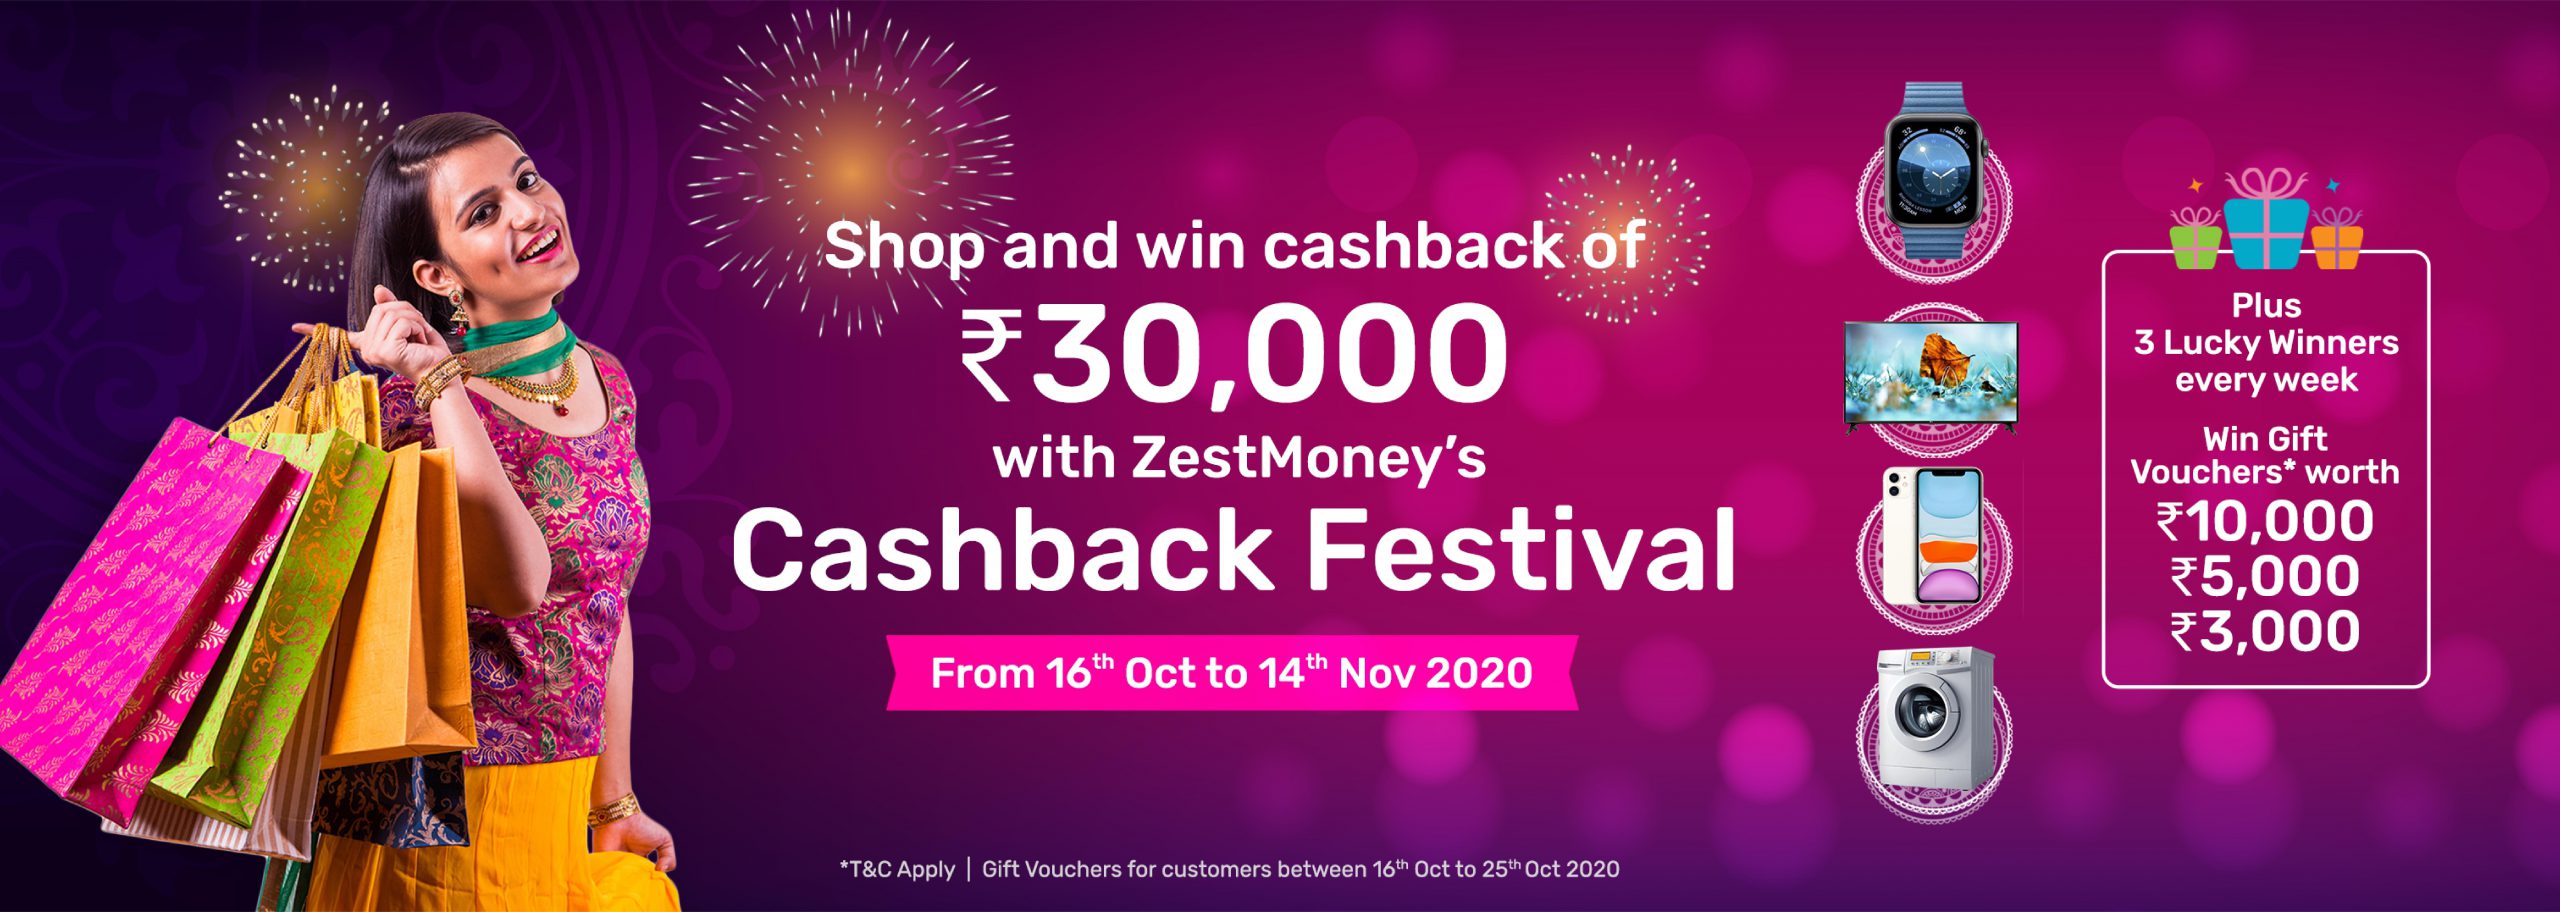 Shop and win cashback of
₹30,000
with ZestMoney's
Cashback Festival
From 16th Oct to 14th Nov 2020
Plus
3 Lucky Winners
every week
Win Gift
Vouchers* worth
₹10,000
₹5,000
₹3,000
*T&C Apply | Gift Vouchers for customers between 16th Oct to 25th Oct 2020